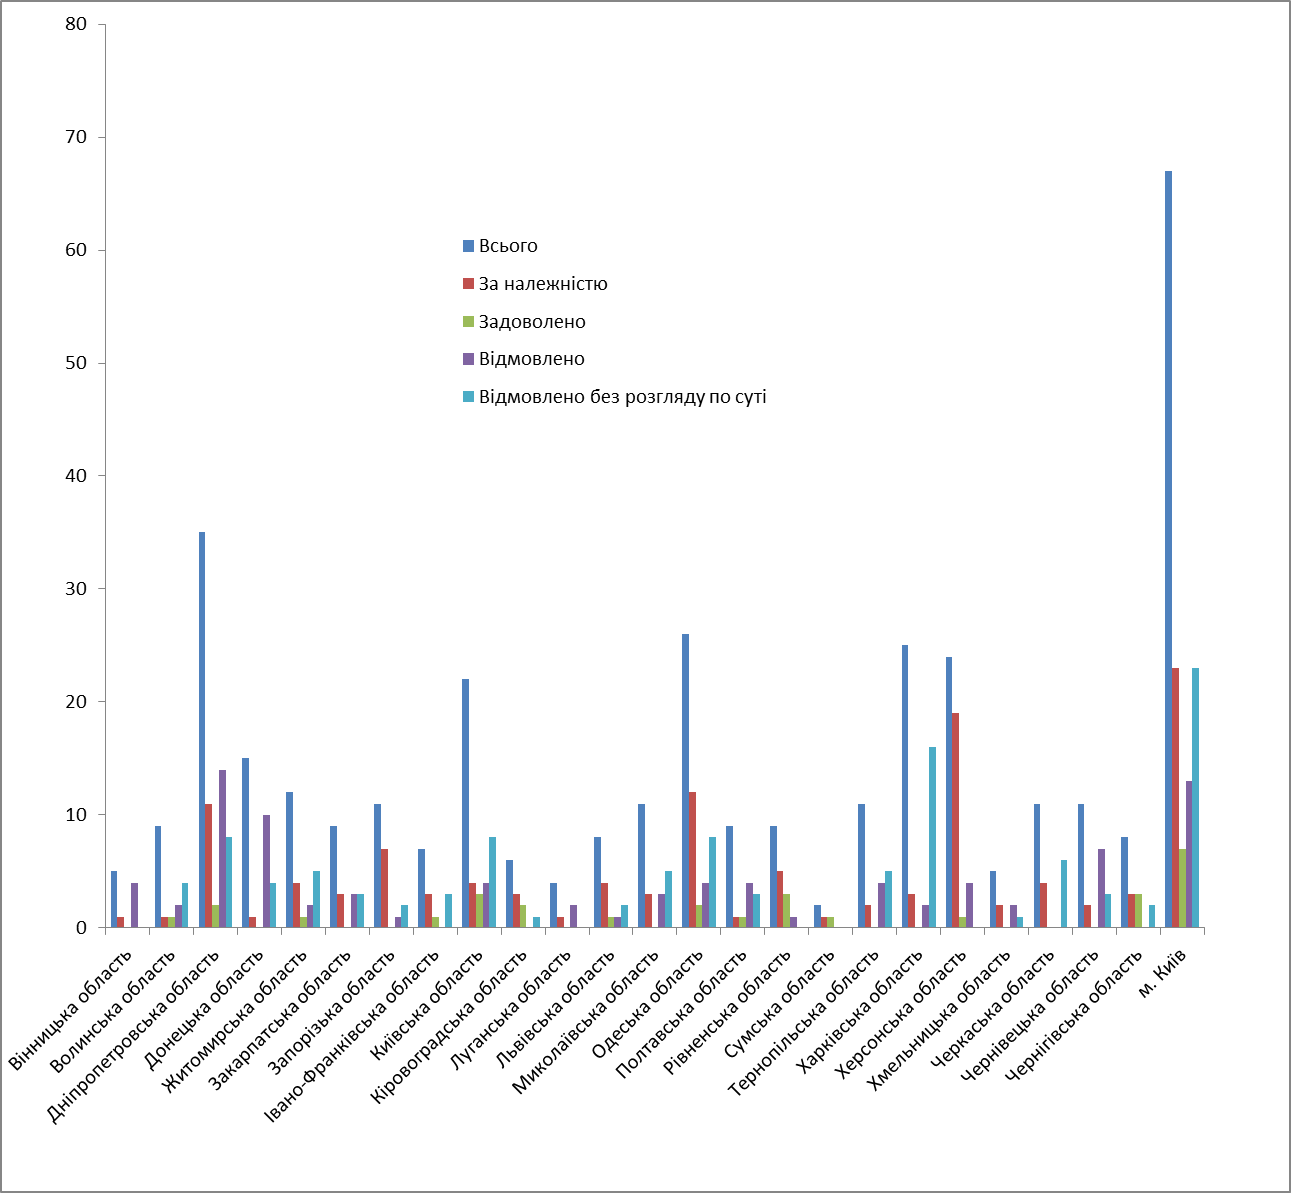 80
70
60
50
40
30
20
10
0
Всього
За належністю
Задоволено
Відмовлено
Відмовлено без розгляду по суті
Вінницька область
Волинська область
Дніпропетровська область
Донецька область
Житомирська область
Закарпатська область
Запорізька область
Івано-Франківська область
Київська область
Кіровоградська область
Луганська область
Львівська область
Миколаївська область
Одеська область
Полтавська область
Рівненська область
Сумська область
Тернопільська область
Харківська область
Херсонська область
Хмельницька область
Черкаська область
Чернівецька область
Чернігівська область
м. Київ